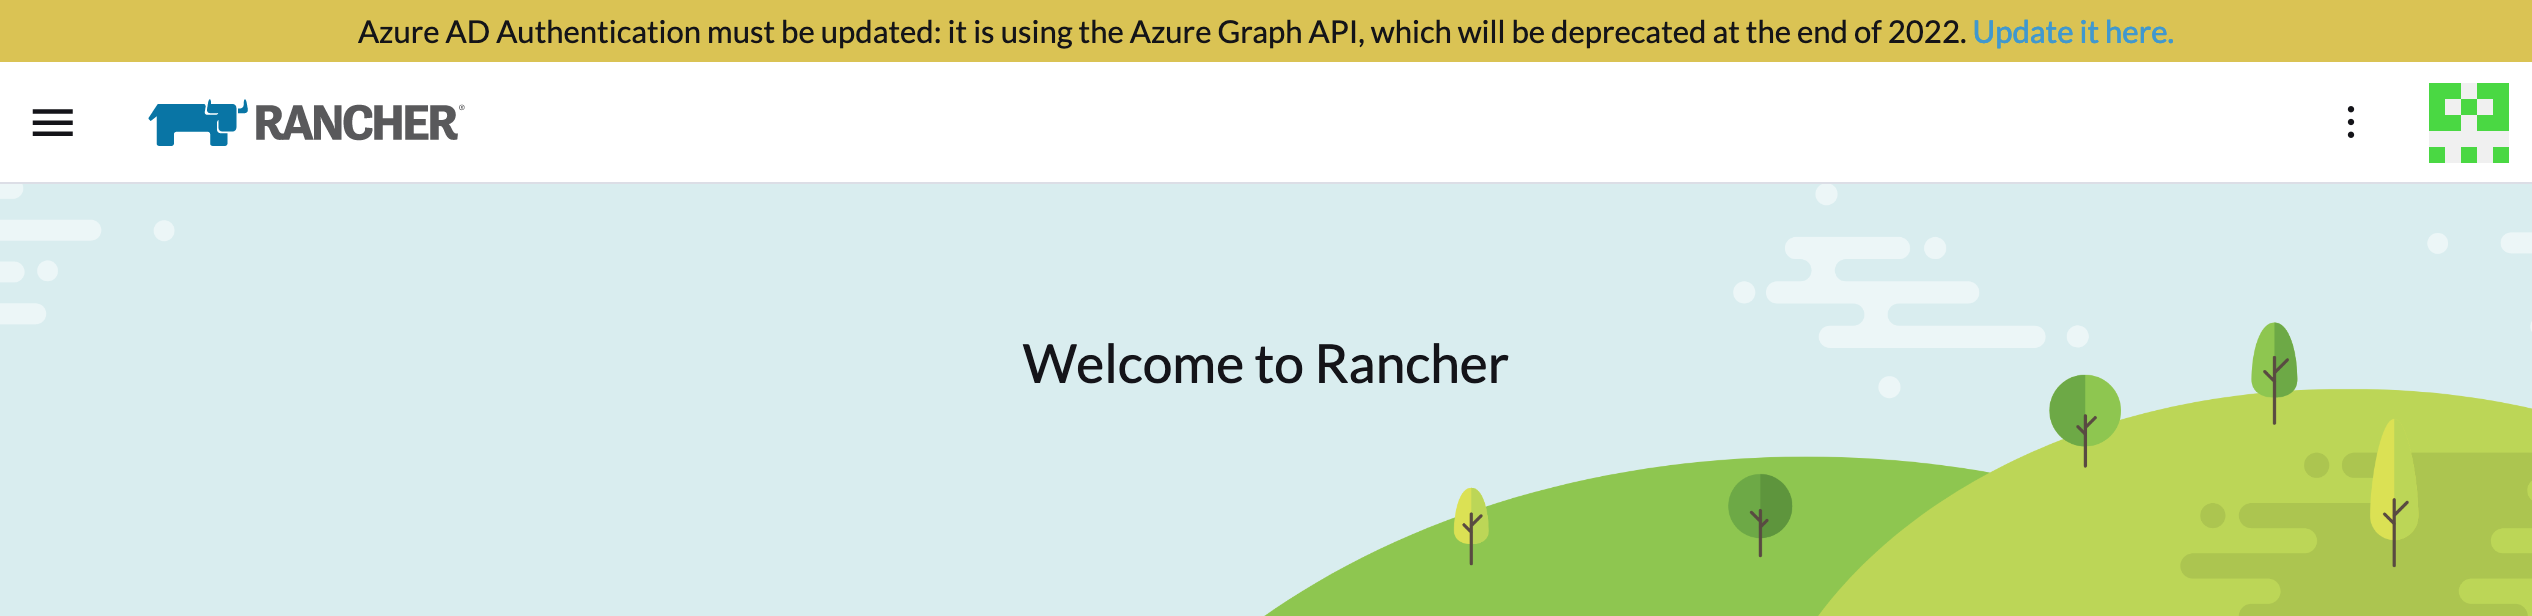 Azure AD Authentication must be updated: it is using the Azure Graph API, which will be deprecated at the end of 2022. Update it here.
RANCHER®
Welcome to Rancher